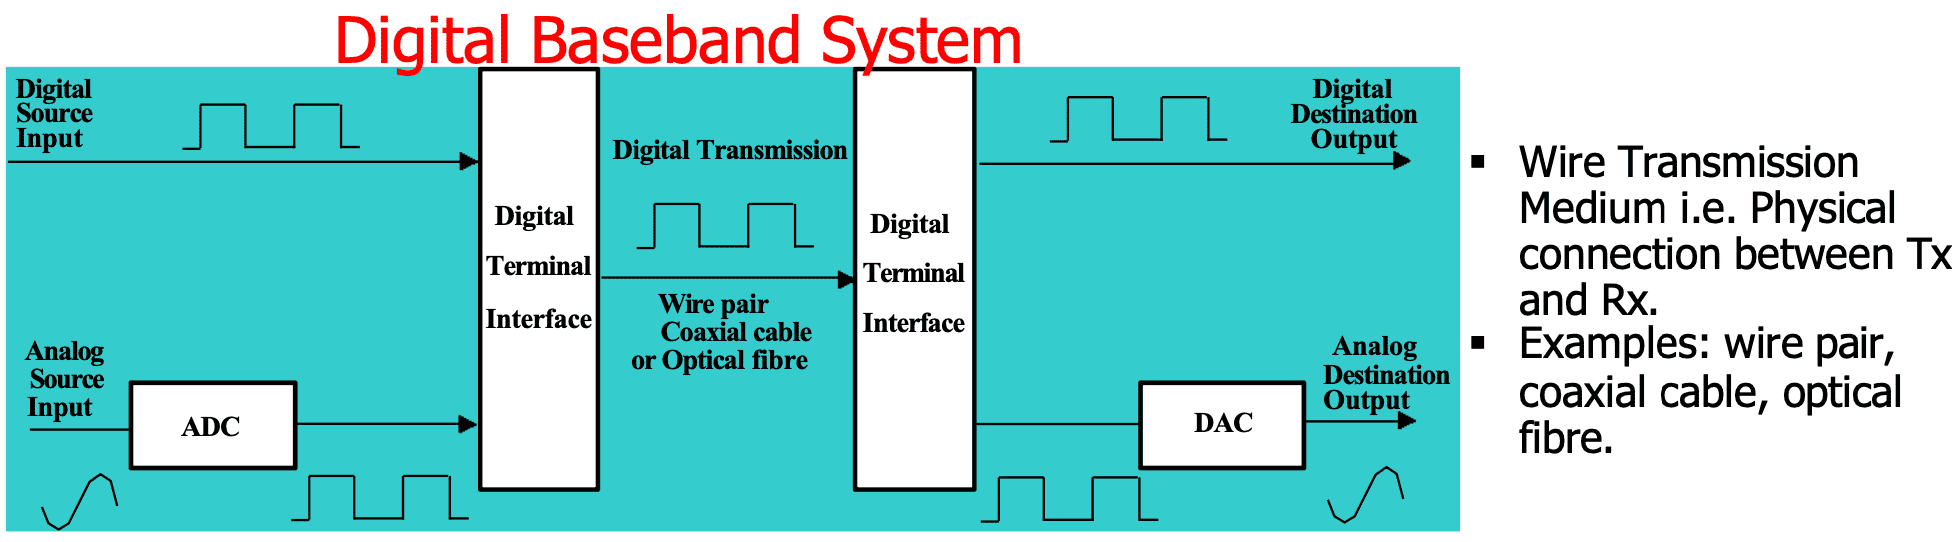 Digital Baseband System
Digital
Source
Input
Digital
Terminal
Interface
Digital Transmission
Wire pair
Coaxial cable
or Optical fibre
Digital
Terminal
Interface
Digital
Destination
Output
Analog
Source
Input
ADC
DAC
Analog
Destination
Output
▪ Wire Transmission
Medium i.e. Physical
connection between Tx
and Rx.
▪ Examples: wire pair,
coaxial cable, optical
fibre.